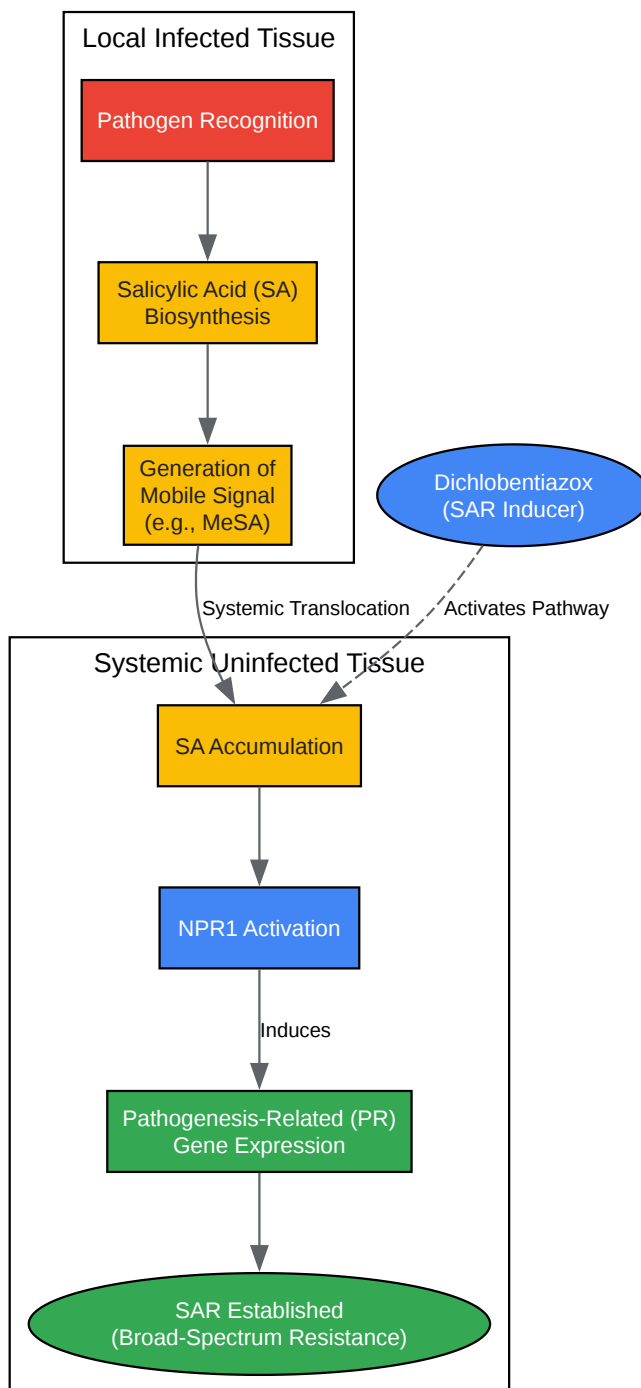 Local Infected Tissue
Pathogen Recognition
Salicylic Acid (SA)
Biosynthesis
Generation of
Mobile Signal
(e.g., MeSA)
Dichlobentiazox
(SAR Inducer)
Systemic Translocation
Activates Pathway
Systemic Uninfected Tissue
SA Accumulation
NPR1 Activation
Induces
Pathogenesis-Related (PR)
Gene Expression
SAR Established
(Broad-Spectrum Resistance)